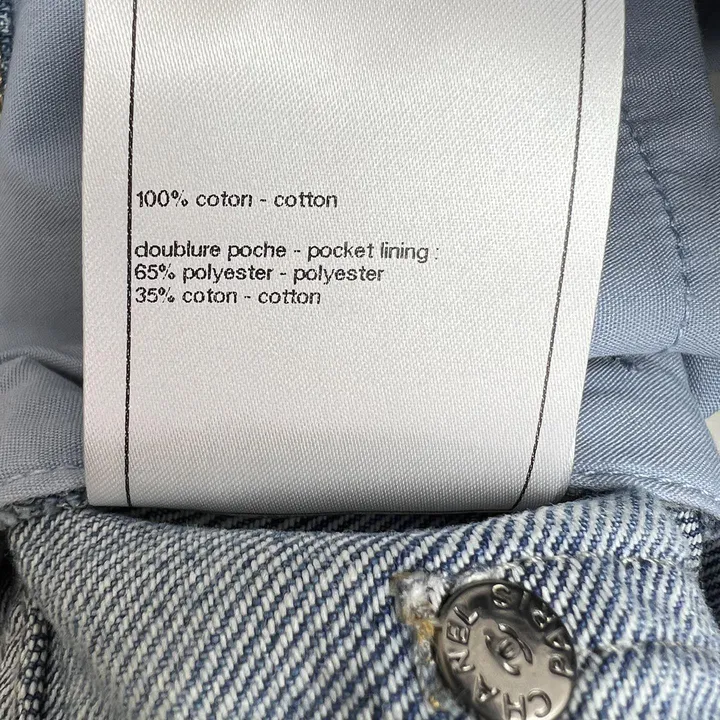 100% coton - cotton
doublure poche - pocket lining :
65% polyester - polyester
35% coton - cotton
CHANEL PARIS